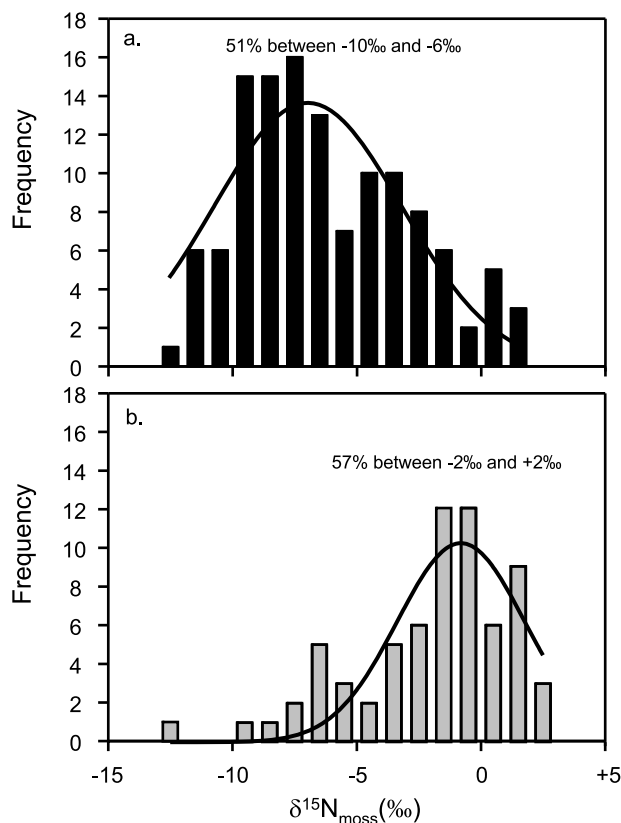 18
a.
51% between -10‰ and -6‰
16
14
12
10
8
6
4
2
0
Frequency
18
b.
16
57% between -2‰ and +2‰
14
12
10
8
6
4
2
0
Frequency
-15 -10 -5 0 +5
δ¹⁵N_moss(‰)